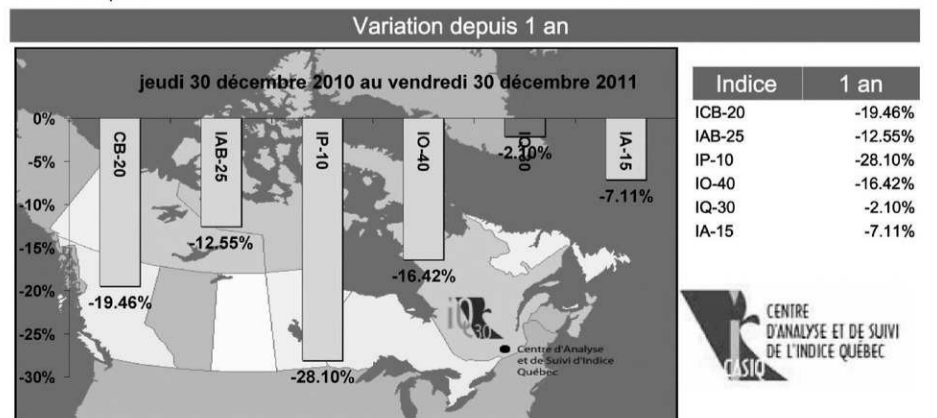 Variation depuis 1 an
jeudi 30 décembre 2010 au vendredi 30 décembre 2011
0%
-5%
-10%
-15%
-20%
-25%
-30%
CB-20
IAB-25
IP-10
IO-40
IQ-30
IA-15
-19.46%
-12.55%
-28.10%
-16.42%
-2.10%
-7.11%
iQ30
Centre d'Analyse
et de Suivi d'Indice
Québec
Indice 1 an
ICB-20 -19.46%
IAB-25 -12.55%
IP-10 -28.10%
IO-40 -16.42%
IQ-30 -2.10%
IA-15 -7.11%
CASIQ
CENTRE
D'ANALYSE ET DE SUIVI
DE L'INDICE QUÉBEC